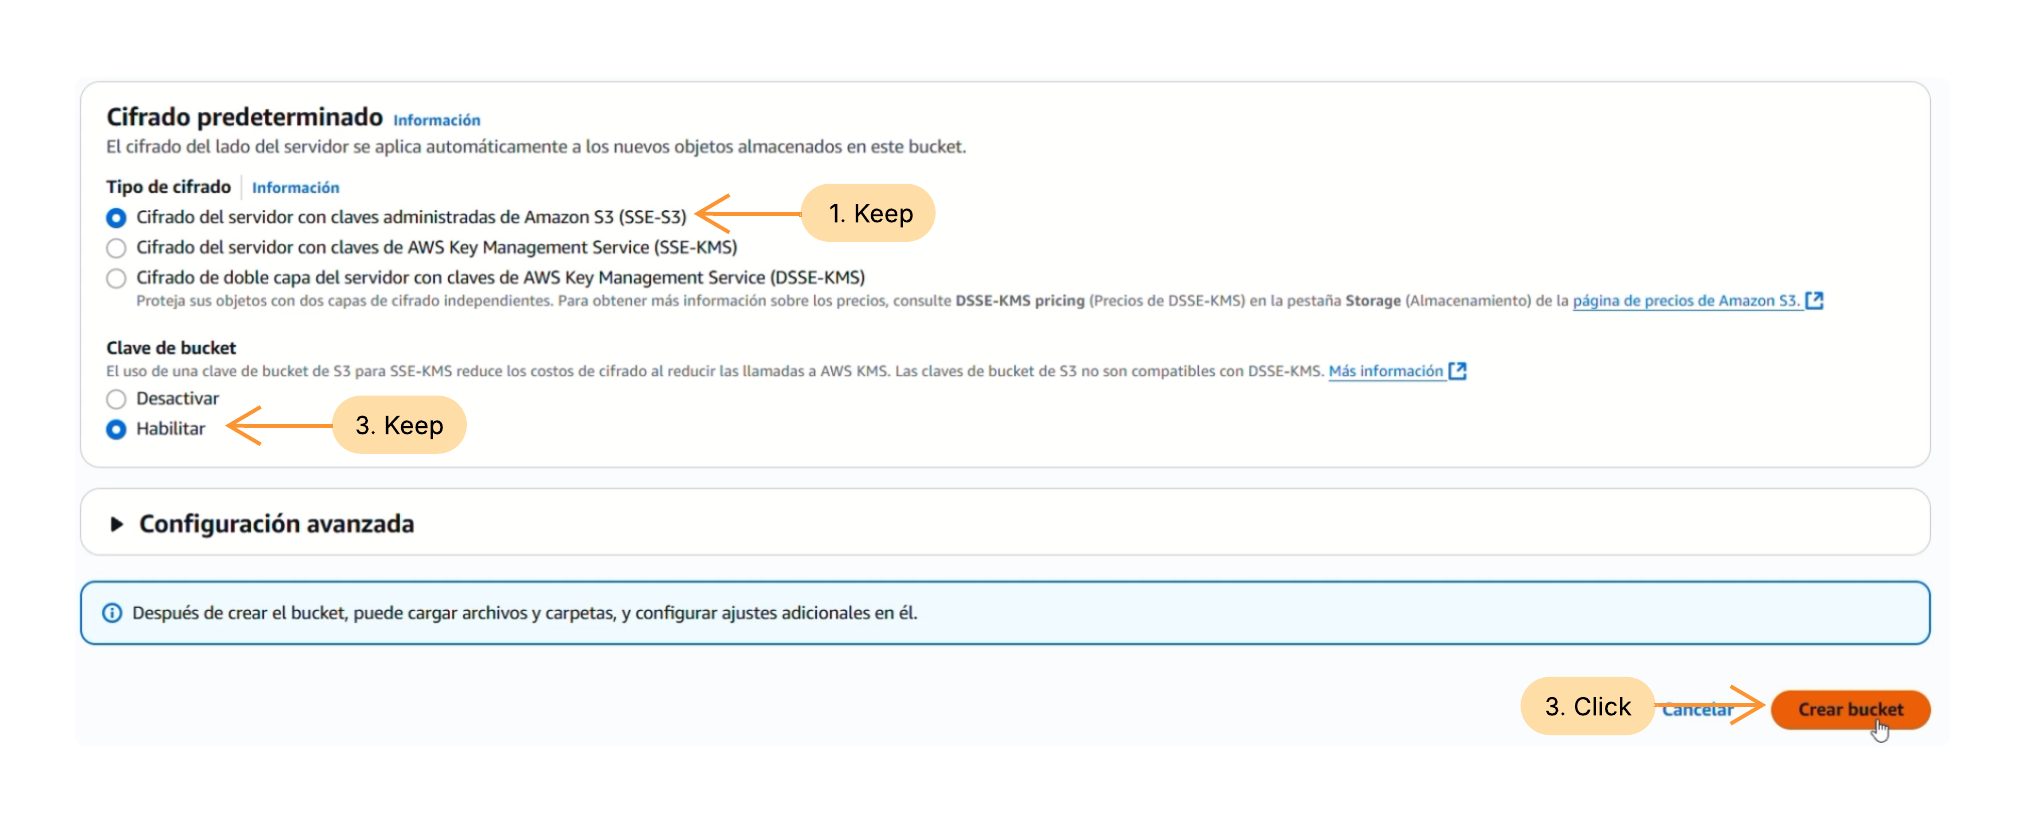 Cifrado predeterminado Información
El cifrado del lado del servidor se aplica automáticamente a los nuevos objetos almacenados en este bucket.
Tipo de cifrado Información
Cifrado del servidor con claves administradas de Amazon S3 (SSE-S3)
1. Keep
Cifrado del servidor con claves de AWS Key Management Service (SSE-KMS)
Cifrado de doble capa del servidor con claves de AWS Key Management Service (DSSE-KMS)
Proteja sus objetos con dos capas de cifrado independientes. Para obtener más información sobre los precios, consulte DSSE-KMS pricing (Precios de DSSE-KMS) en la pestaña Storage (Almacenamiento) de la página de precios de Amazon S3.
Clave de bucket
El uso de una clave de bucket de S3 para SSE-KMS reduce los costos de cifrado al reducir las llamadas a AWS KMS. Las claves de bucket de S3 no son compatibles con DSSE-KMS. Más información
Desactivar
Habilitar
3. Keep
Configuración avanzada
Después de crear el bucket, puede cargar archivos y carpetas, y configurar ajustes adicionales en él.
3. Click
Cancelar
Crear bucket